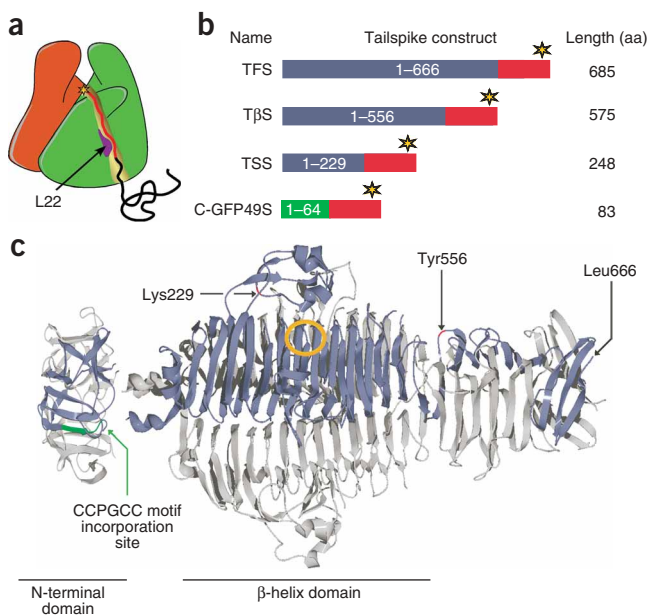 a
L22
b
Name Tailspike construct Length (aa)
TFS 1–666 685
TβS 1–556 575
TSS 1–229 248
C-GFP49S 1–64 83
c
Lys229
Tyr556
Leu666
CCPGCC motif
incorporation
site
N-terminal
domain
β-helix domain